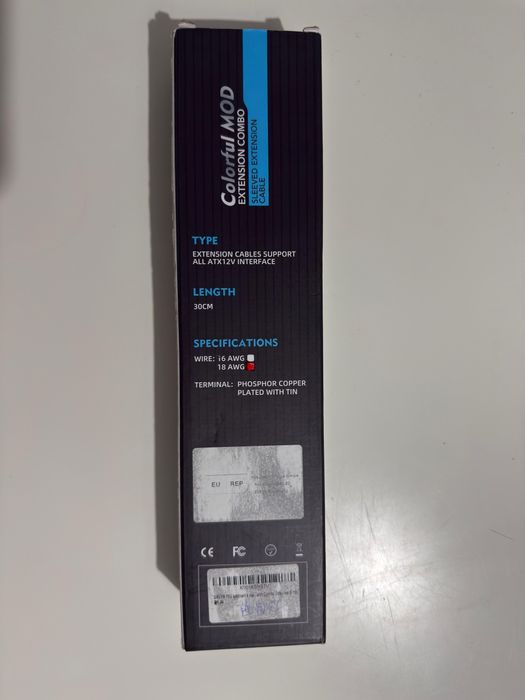 Colorful MOD
EXTENSION COMBO
SLEEVED EXTENSION
CABLE
TYPE
EXTENSION CABLES SUPPORT
ALL ATX12V INTERFACE
LENGTH
30CM
SPECIFICATIONS
WIRE: 16 AWG
18 AWG
TERMINAL: PHOSPHOR COPPER
PLATED WITH TIN
EU REP
CE FC